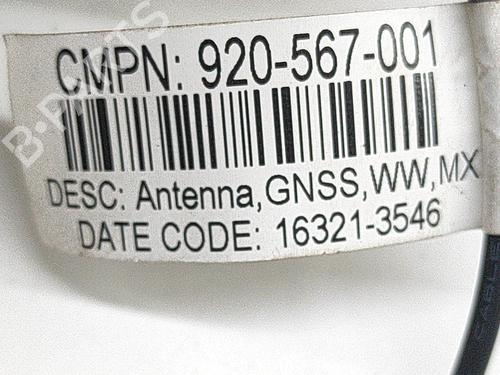 CMPN: 920-567-001
DESC: Antenna,GNSS,WW,MX
DATE CODE: 16321-3546
B-PARTS